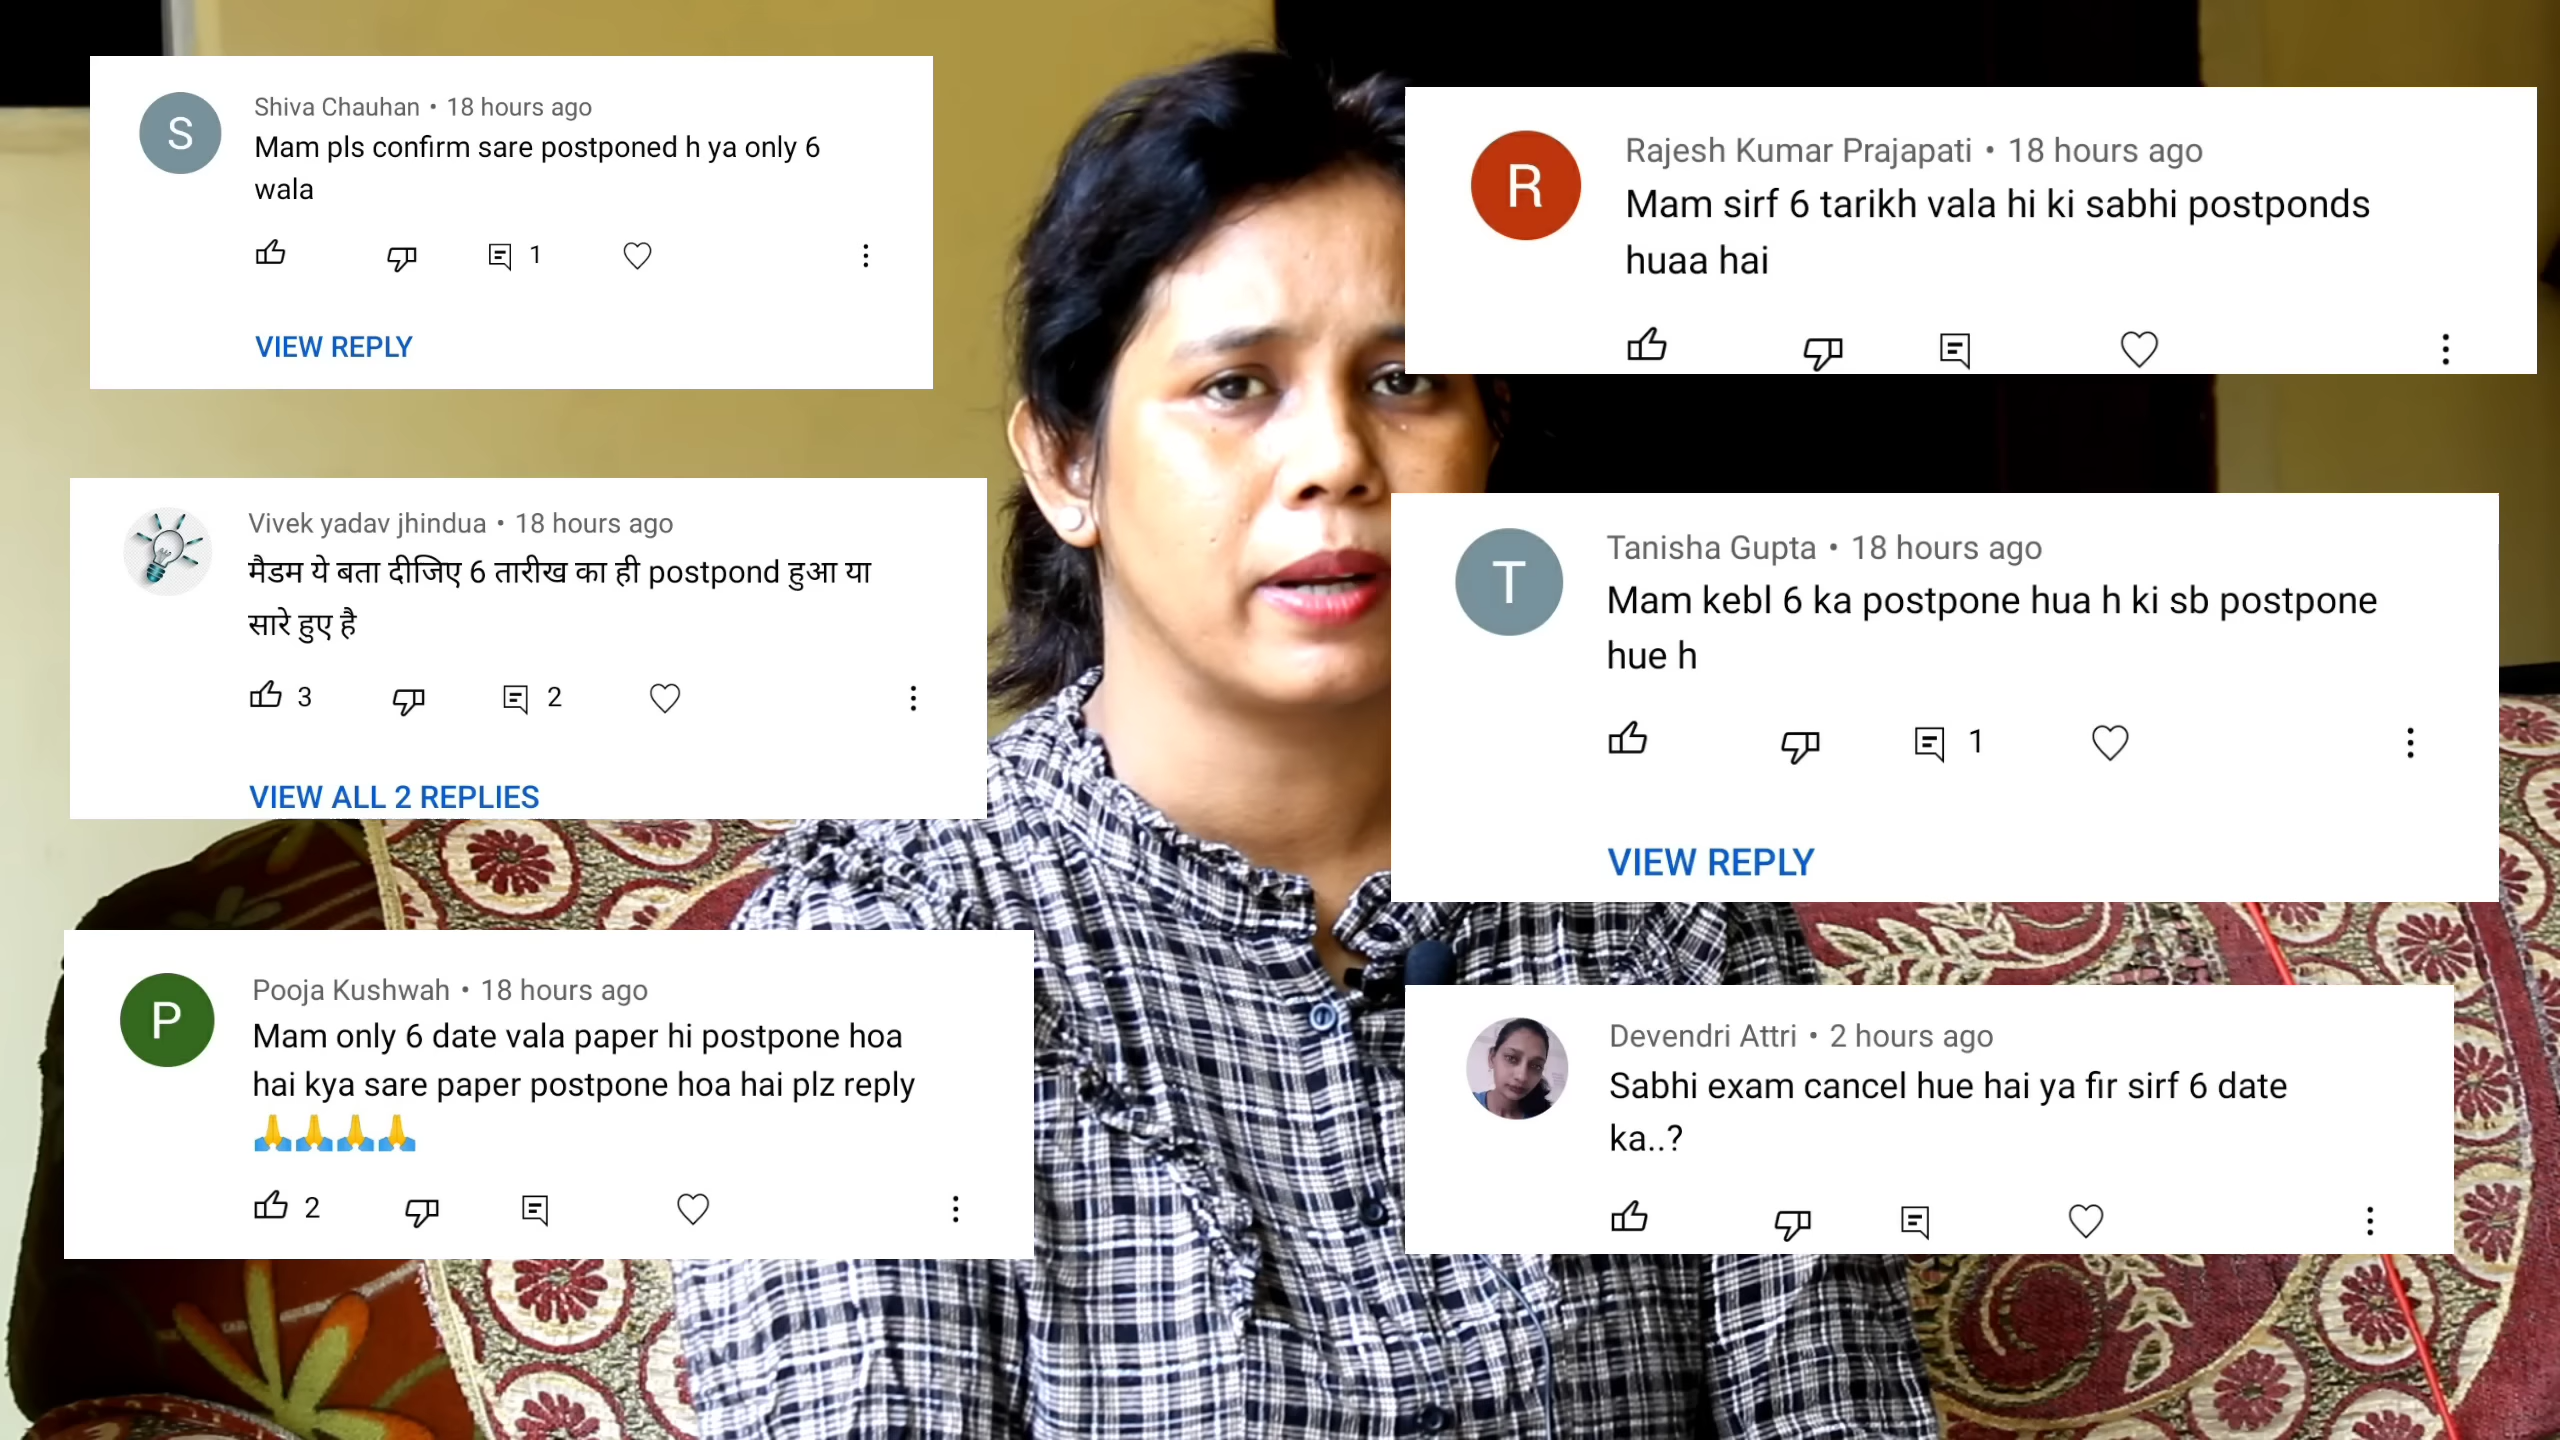 S
Shiva Chauhan • 18 hours ago
Mam pls confirm sare postponed h ya only 6
wala
1
VIEW REPLY
Vivek yadav jhindua • 18 hours ago
मैडम ये बता दीजिए 6 तारीख का ही postpond हुआ या
सारे हुए है
3 2
VIEW ALL 2 REPLIES
P
Pooja Kushwah • 18 hours ago
Mam only 6 date vala paper hi postpone hoa
hai kya sare paper postpone hoa hai plz reply
🙏🙏🙏🙏
2
R
Rajesh Kumar Prajapati • 18 hours ago
Mam sirf 6 tarikh vala hi ki sabhi postponds
huaa hai
T
Tanisha Gupta • 18 hours ago
Mam kebl 6 ka postpone hua h ki sb postpone
hue h
1
VIEW REPLY
Devendri Attri • 2 hours ago
Sabhi exam cancel hue hai ya fir sirf 6 date
ka..?